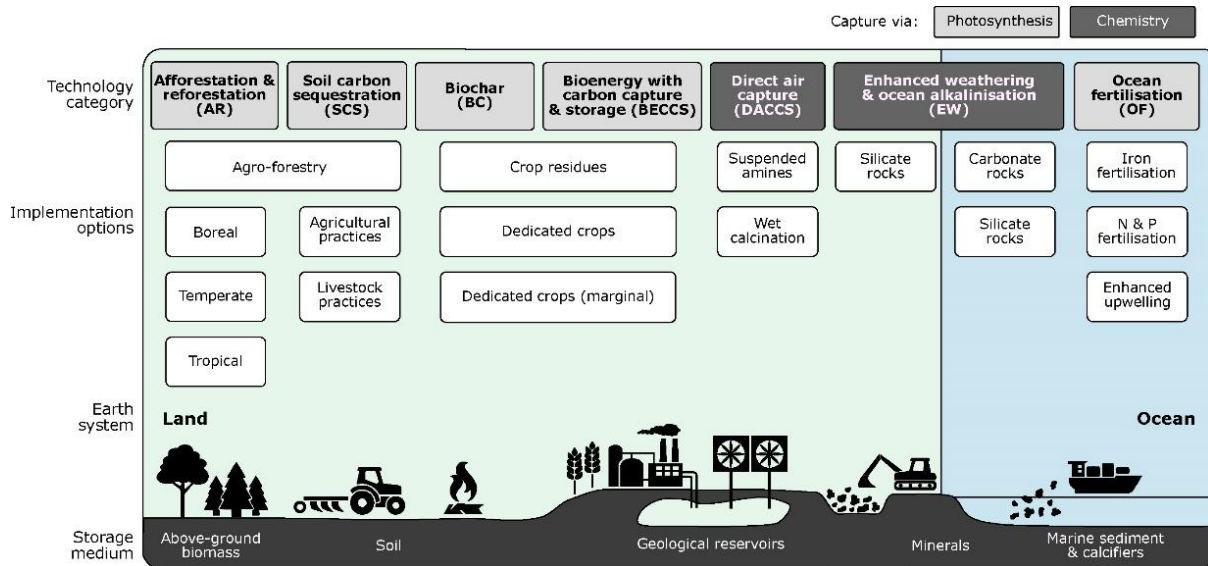 Capture via:
Photosynthesis
Chemistry
Technology
category
Afforestation &
reforestation
(AR)
Soil carbon
sequestration
(SCS)
Biochar
(BC)
Bioenergy with
carbon capture
& storage (BECCS)
Direct air
capture
(DACCS)
Enhanced weathering
& ocean alkalinisation
(EW)
Ocean
fertilisation
(OF)
Implementation
options
Agro-forestry
Crop residues
Suspended
amines
Silicate
rocks
Carbonate
rocks
Iron
fertilisation
Boreal
Agricultural
practices
Dedicated crops
Wet
calcination
Silicate
rocks
N & P
fertilisation
Temperate
Livestock
practices
Dedicated crops (marginal)
Enhanced
upwelling
Tropical
Earth
system
Land
Ocean
Storage
medium
Above-ground
biomass
Soil
Geological reservoirs
Minerals
Marine sediment
& calcifiers